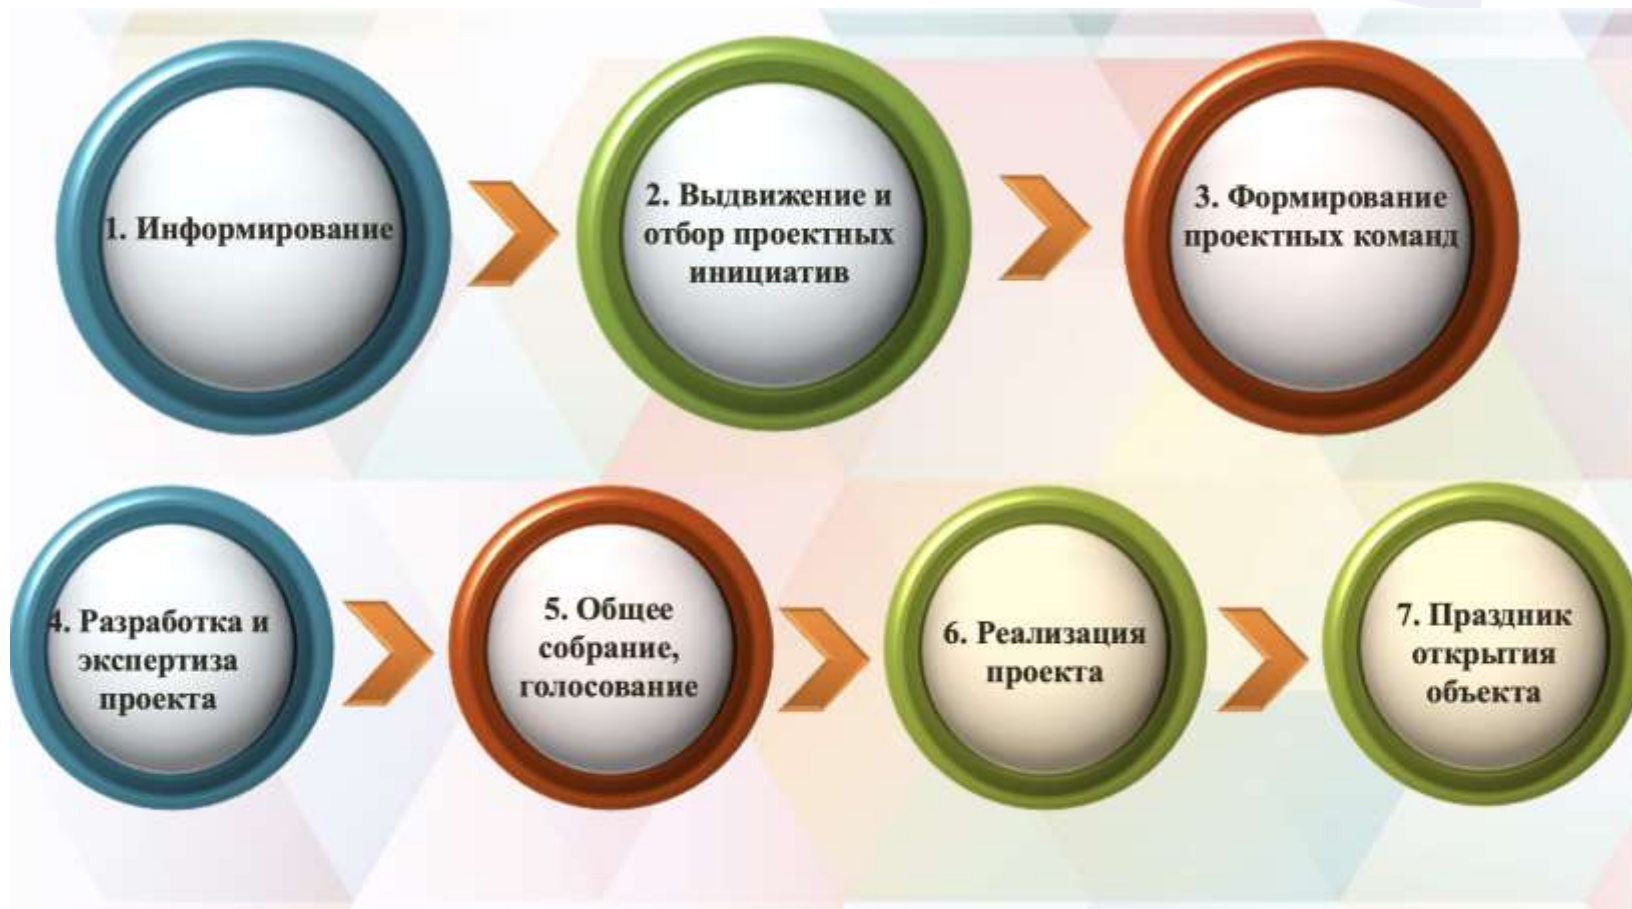 1. Информирование
2. Выдвижение и
отбор проектных
инициатив
3. Формирование
проектных команд
4. Разработка и
экспертиза
проекта
5. Общее
собрание,
голосование
6. Реализация
проекта
7. Праздник
открытия
объекта